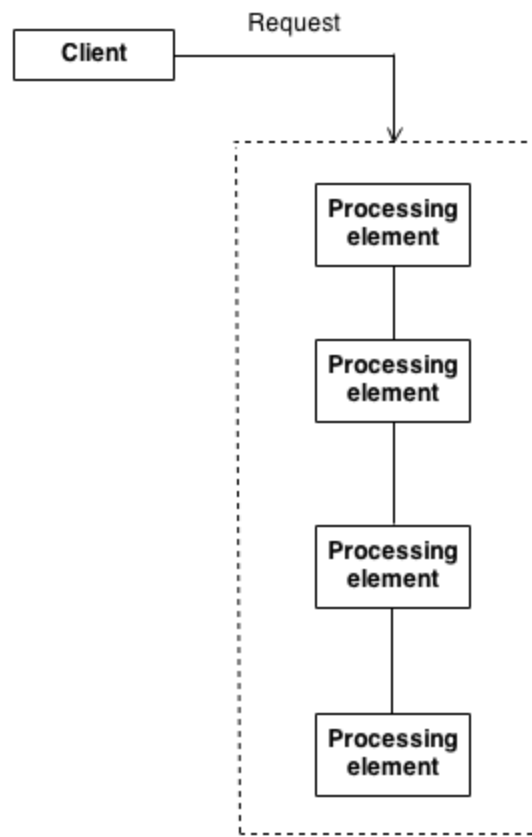 Request
Client
Processing
element
Processing
element
Processing
element
Processing
element